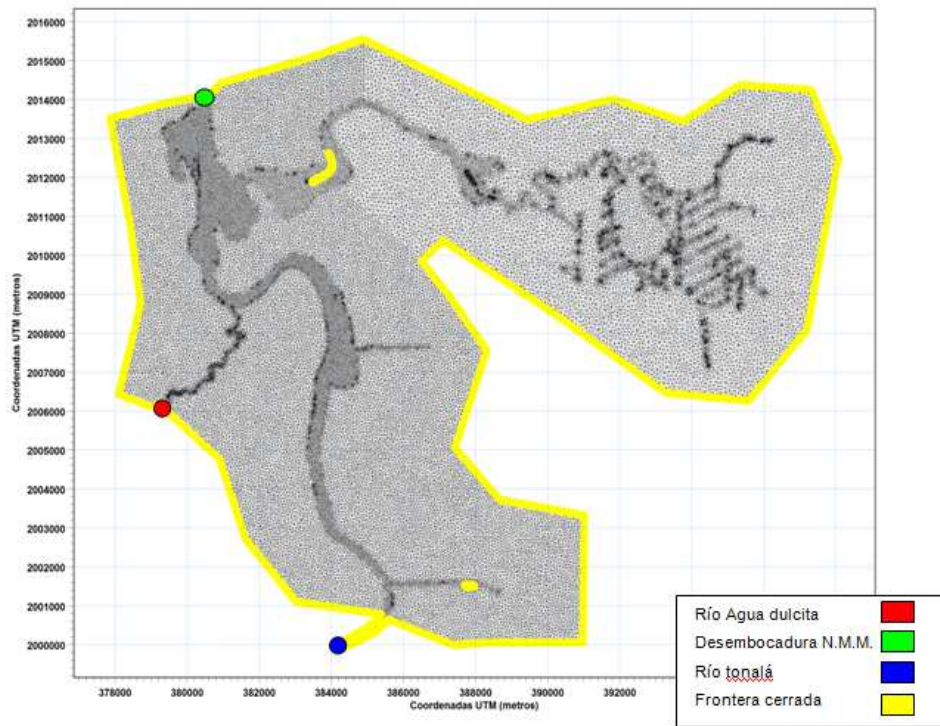 2016000
2015000
2014000
2013000
2012000
2011000
2010000
2009000
2008000
2007000
2006000
2005000
2004000
2003000
2002000
2001000
2000000
Coordenadas UTM (metros)
378000 380000 382000 384000 386000 388000 390000 392000
Coordenadas UTM (metros)
Río Agua dulcita
Desembocadura N.M.M.
Río tonalá
Frontera cerrada